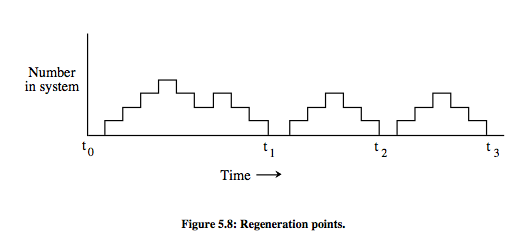 Number
in system
t0
t1
t2
t3
Time
Figure 5.8: Regeneration points.